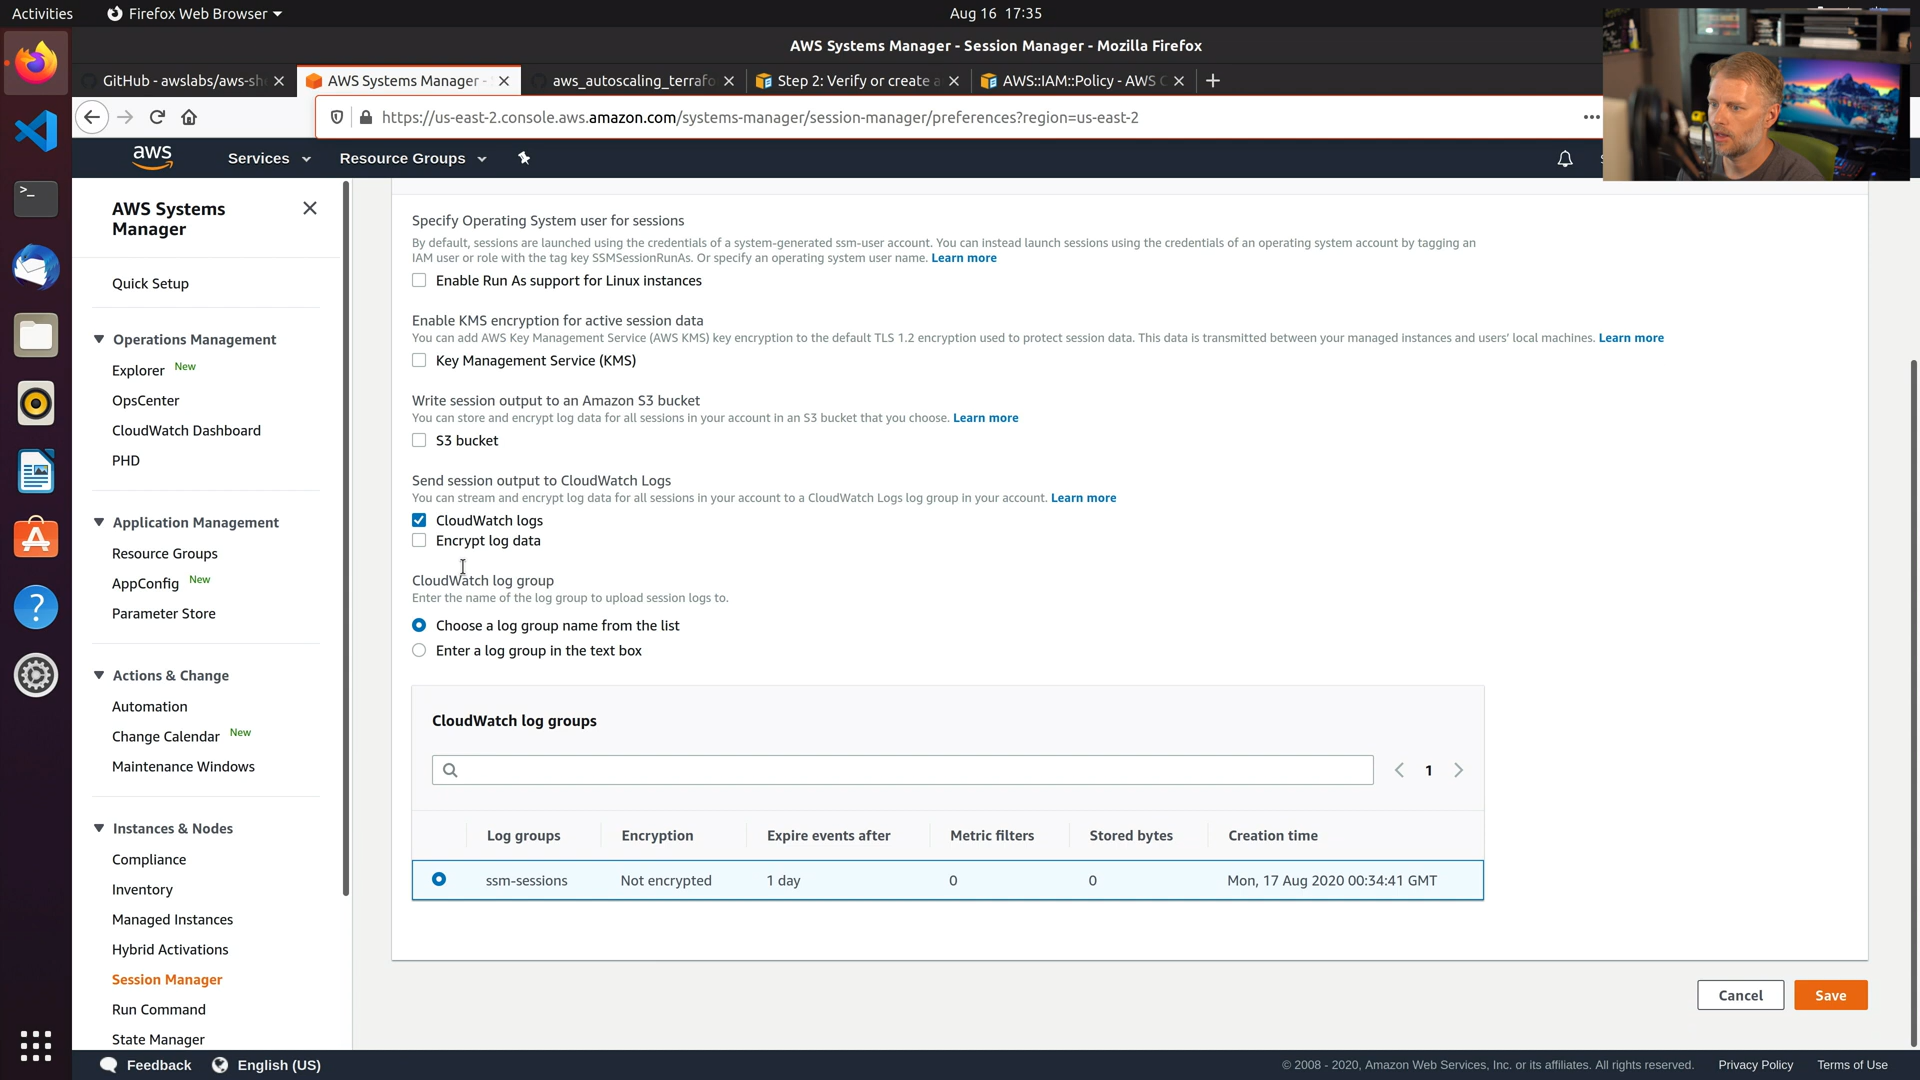 Activities
Firefox Web Browser
Aug 16 17:35
AWS Systems Manager - Session Manager - Mozilla Firefox
GitHub - awslabs/aws-sh
AWS Systems Manager -
aws_autoscaling_terrafo
Step 2: Verify or create a
AWS::IAM::Policy - AWS C
https://us-east-2.console.aws.amazon.com/systems-manager/session-manager/preferences?region=us-east-2
aws
Services
Resource Groups
AWS Systems
Manager
Quick Setup
Operations Management
Explorer New
OpsCenter
CloudWatch Dashboard
PHD
Application Management
Resource Groups
AppConfig New
Parameter Store
Actions & Change
Automation
Change Calendar New
Maintenance Windows
Instances & Nodes
Compliance
Inventory
Managed Instances
Hybrid Activations
Session Manager
Run Command
State Manager
Specify Operating System user for sessions
By default, sessions are launched using the credentials of a system-generated ssm-user account. You can instead launch sessions using the credentials of an operating system account by tagging an
IAM user or role with the tag key SSMSessionRunAs. Or specify an operating system user name. Learn more
Enable Run As support for Linux instances
Enable KMS encryption for active session data
You can add AWS Key Management Service (AWS KMS) key encryption to the default TLS 1.2 encryption used to protect session data. This data is transmitted between your managed instances and users' local machines. Learn more
Key Management Service (KMS)
Write session output to an Amazon S3 bucket
You can store and encrypt log data for all sessions in your account in an S3 bucket that you choose. Learn more
S3 bucket
Send session output to CloudWatch Logs
You can stream and encrypt log data for all sessions in your account to a CloudWatch Logs log group in your account. Learn more
CloudWatch logs
Encrypt log data
CloudWatch log group
Enter the name of the log group to upload session logs to.
Choose a log group name from the list
Enter a log group in the text box
CloudWatch log groups
1
Log groups Encryption Expire events after Metric filters Stored bytes Creation time
ssm-sessions Not encrypted 1 day 0 0 Mon, 17 Aug 2020 00:34:41 GMT
Cancel
Save
Feedback
English (US)
© 2008 - 2020, Amazon Web Services, Inc. or its affiliates. All rights reserved.
Privacy Policy
Terms of Use